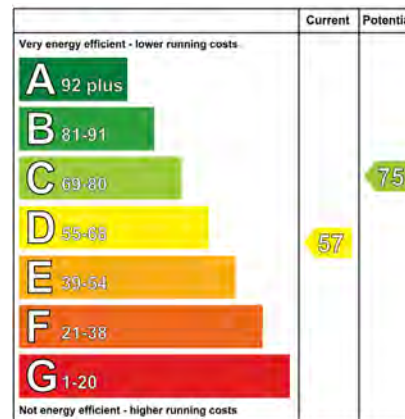 Current Potentia
Very energy efficient - lower running costs
A 92 plus
B 81-91
C 69-80
75
D 55-68
57
E 39-54
F 21-38
G 1-20
Not energy efficient - higher running costs